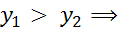 y₁ > y₂ ⟹